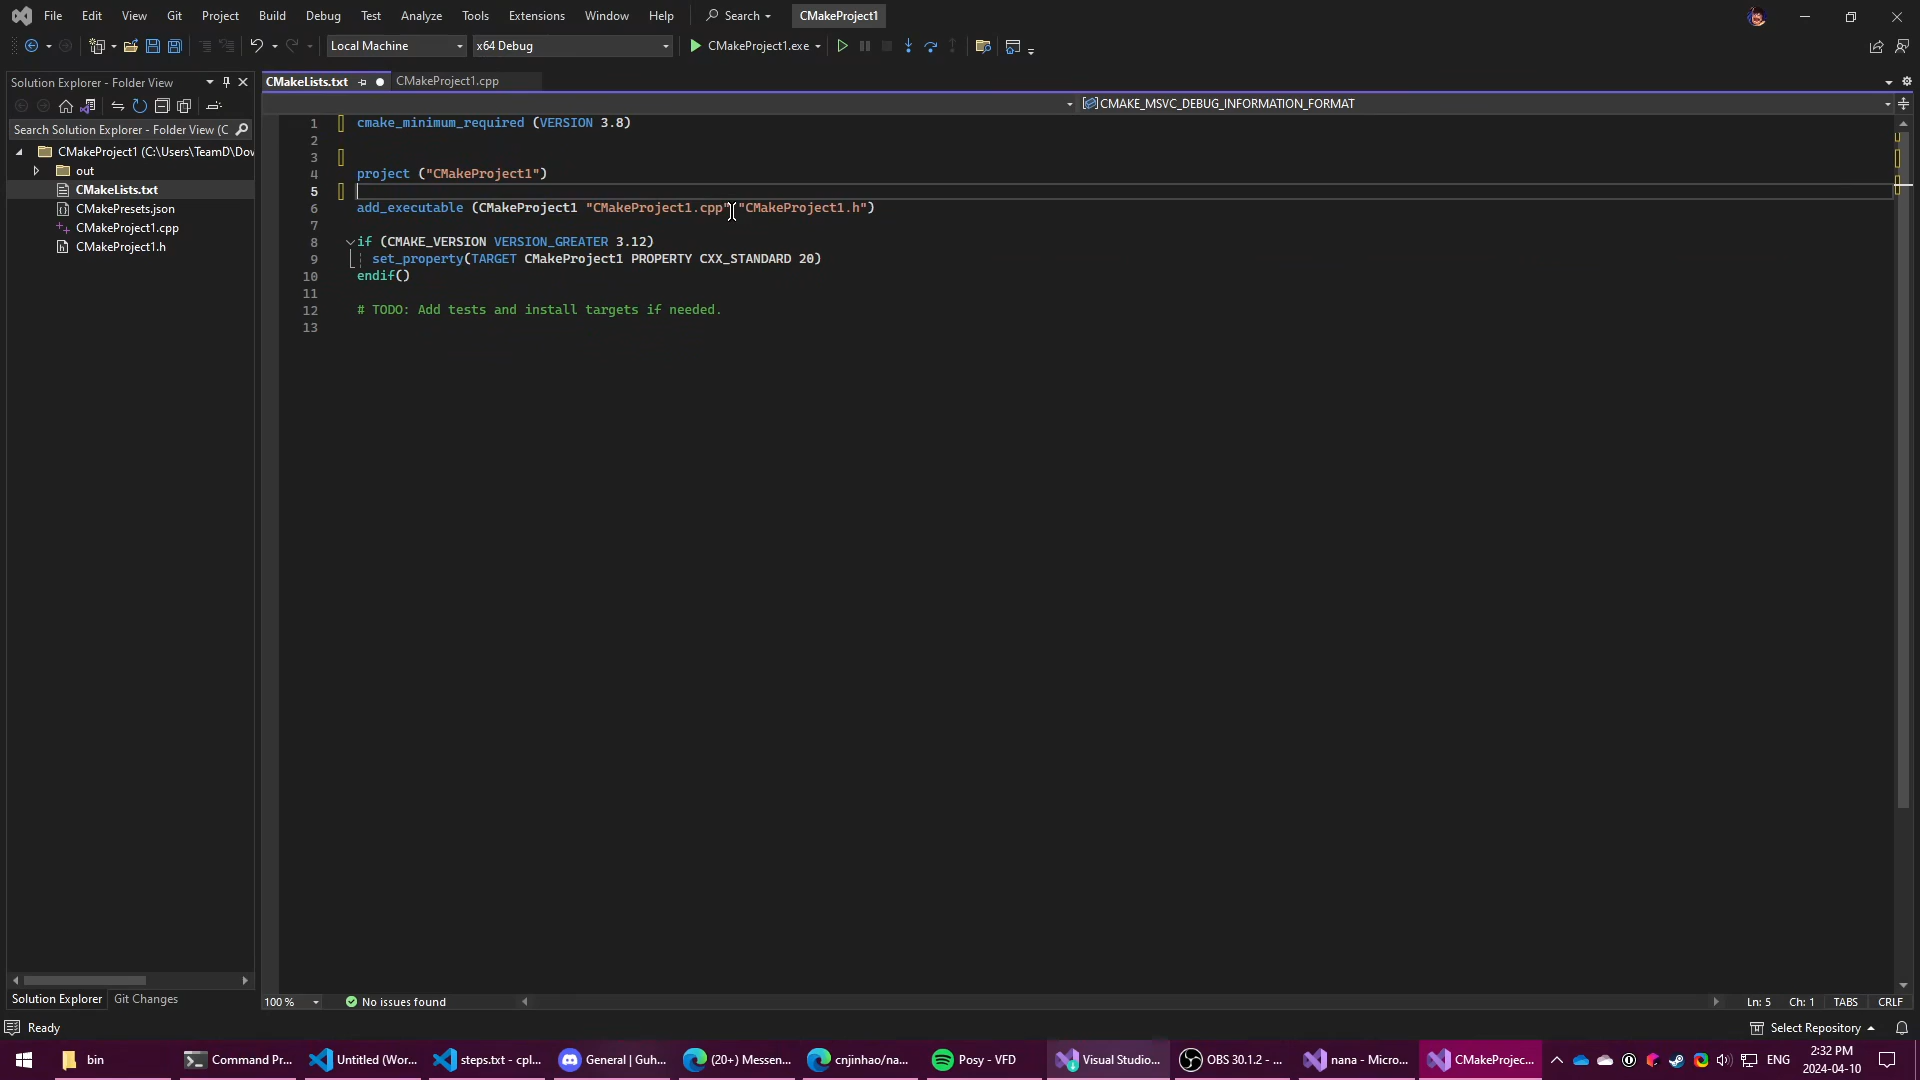 File Edit View Git Project Build Debug Test Analyze Tools Extensions Window Help Search CMakeProject1
Local Machine x64 Debug CMakeProject1.exe
Solution Explorer - Folder View
CMakeLists.txt CMakeProject1.cpp
CMAKE_MSVC_DEBUG_INFORMATION_FORMAT
Search Solution Explorer - Folder View (C
CMakeProject1 (C:\Users\TeamD\Dov
out
CMakeLists.txt
CMakePresets.json
CMakeProject1.cpp
CMakeProject1.h
1 cmake_minimum_required (VERSION 3.8)
2
3
4 project ("CMakeProject1")
5
6 add_executable (CMakeProject1 "CMakeProject1.cpp" "CMakeProject1.h")
7
8 if (CMAKE_VERSION VERSION_GREATER 3.12)
9 set_property(TARGET CMakeProject1 PROPERTY CXX_STANDARD 20)
10 endif()
11
12 # TODO: Add tests and install targets if needed.
13
Solution Explorer Git Changes
100 % No issues found Ln: 5 Ch: 1 TABS CRLF
Ready Select Repository
bin Command Pr... Untitled (Wor... steps.txt - cpl... General | Guh... (20+) Messen... cnjinhao/na... Posy - VFD Visual Studio... OBS 30.1.2 - ... nana - Micro... CMakeProjec... ENG
2:32 PM
2024-04-10